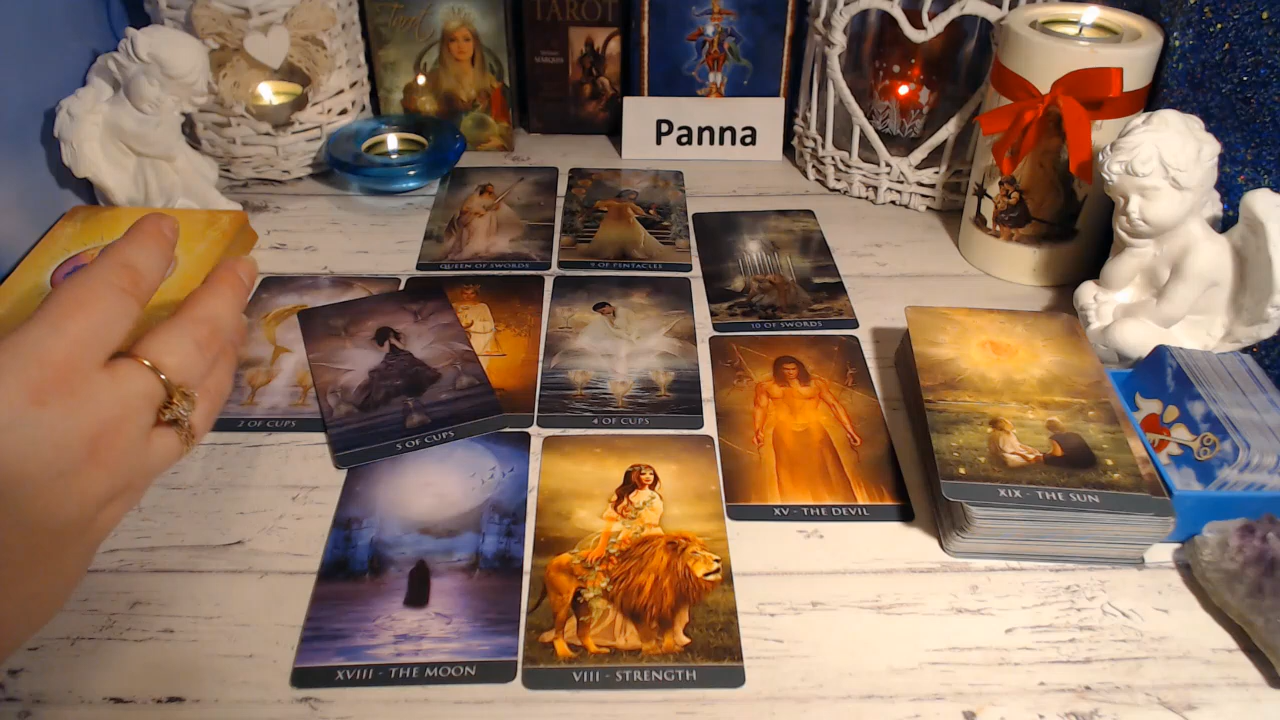 Tarot
TAROT
Panna
QUEEN OF SWORDS
9 OF PENTACLES
10 OF SWORDS
2 OF CUPS
5 OF CUPS
4 OF CUPS
XV - THE DEVIL
XIX - THE SUN
XVIII - THE MOON
VIII - STRENGTH